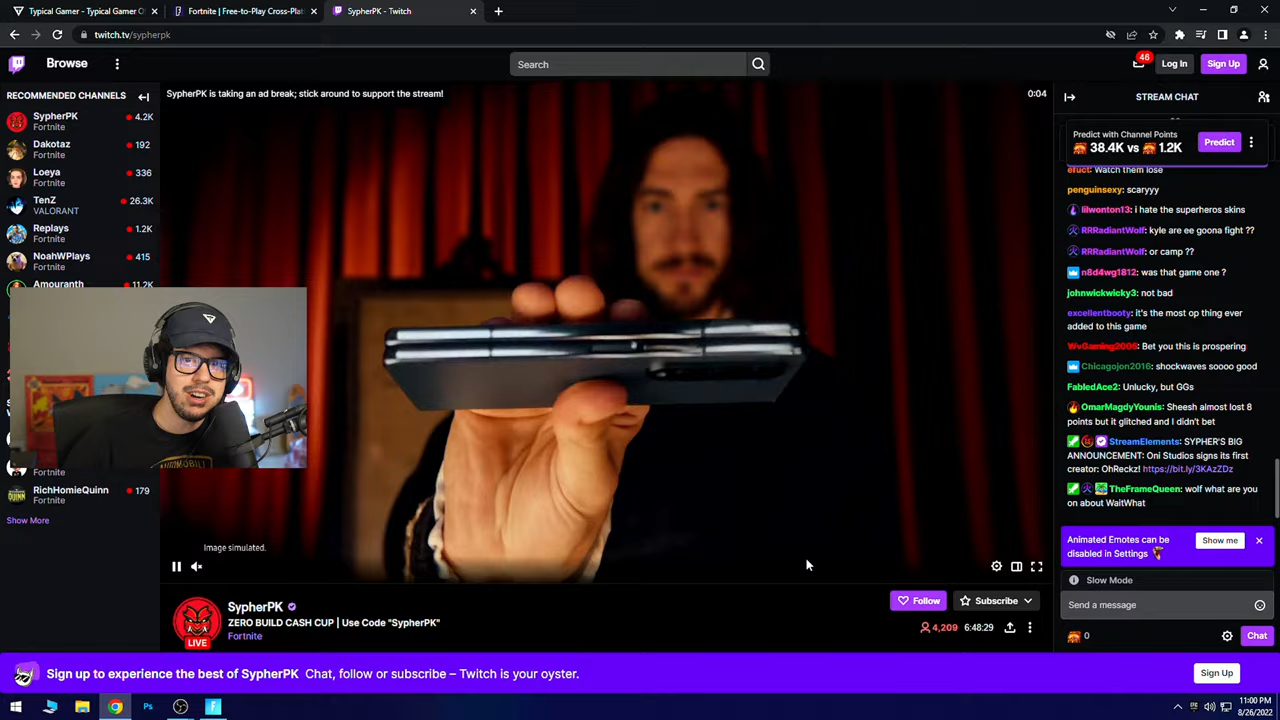 Typical Gamer - Typical Gamer O
Fortnite | Free-to-Play Cross-Plat
SypherPK - Twitch
twitch.tv/sypherpk
Browse
Search
46
Log In
Sign Up
RECOMMENDED CHANNELS
SypherPK
4.2K
Fortnite
Dakotaz
192
Fortnite
Loeya
336
Fortnite
TenZ
26.3K
VALORANT
Replays
1.2K
Fortnite
NoahWPlays
415
Fortnite
Amouranth
11.2K
Fortnite
RichHomieQuinn
179
Fortnite
Show More
SypherPK is taking an ad break; stick around to support the stream!
0:04
Image simulated.
SypherPK
ZERO BUILD CASH CUP | Use Code "SypherPK"
Fortnite
LIVE
Follow
Subscribe
4,209
6:48:29
STREAM CHAT
Predict with Channel Points
38.4K vs 1.2K
Predict
efuct: Watch them lose
penguinsexy: scaryyy
lilwonton13: i hate the superheros skins
RRRadiantWolf: kyle are ee goona fight ??
RRRadiantWolf: or camp ??
n8d4wg1812: was that game one ?
johnwickwicky3: not bad
excellentbooty: it's the most op thing ever
added to this game
WvGaming2006: Bet you this is prospering
Chicagojon2016: shockwaves soooo good
FabledAce2: Unlucky, but GGs
OmarMagdyYounis: Sheesh almost lost 8
points but it glitched and I didn't bet
StreamElements: SYPHER'S BIG
ANNOUNCEMENT: Oni Studios signs its first
creator: OhReckz! https://bit.ly/3KAzZDz
TheFrameQueen: wolf what are you
on about WaitWhat
Animated Emotes can be
disabled in Settings
Show me
Slow Mode
Send a message
0
Chat
Sign up to experience the best of SypherPK
Chat, follow or subscribe – Twitch is your oyster.
Sign Up
11:00 PM
8/26/2022